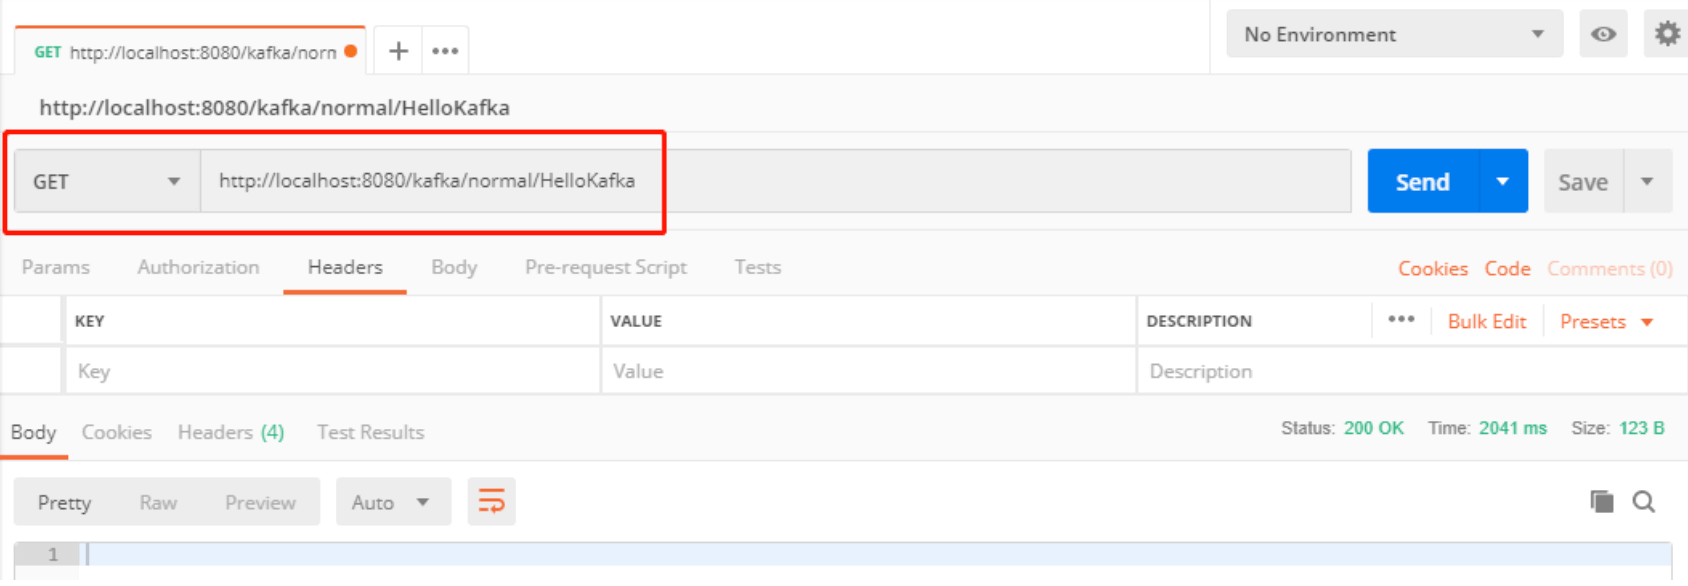 GET http://localhost:8080/kafka/norn
No Environment
http://localhost:8080/kafka/normal/HelloKafka
GET http://localhost:8080/kafka/normal/HelloKafka Send Save
Params Authorization Headers Body Pre-request Script Tests Cookies Code Comments (0)
KEY VALUE DESCRIPTION Bulk Edit Presets
Key Value Description
Body Cookies Headers (4) Test Results Status: 200 OK Time: 2041 ms Size: 123 B
Pretty Raw Preview Auto
1